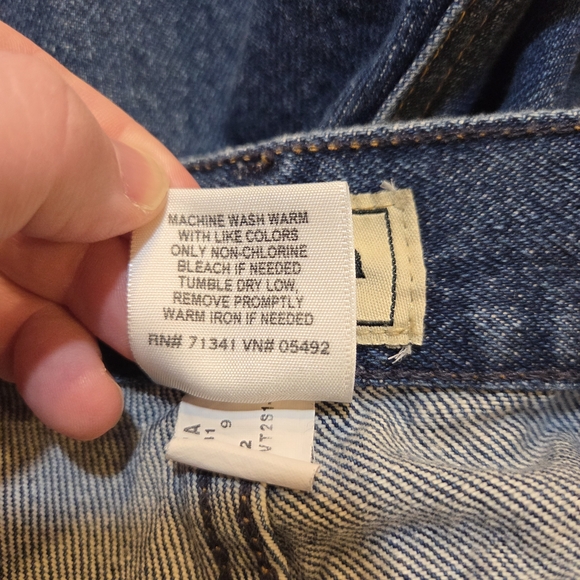 MACHINE WASH WARM
WITH LIKE COLORS
ONLY NON-CHLORINE
BLEACH IF NEEDED
TUMBLE DRY LOW,
REMOVE PROMPTLY
WARM IRON IF NEEDED
RN# 71341 VN# 05492
9
2